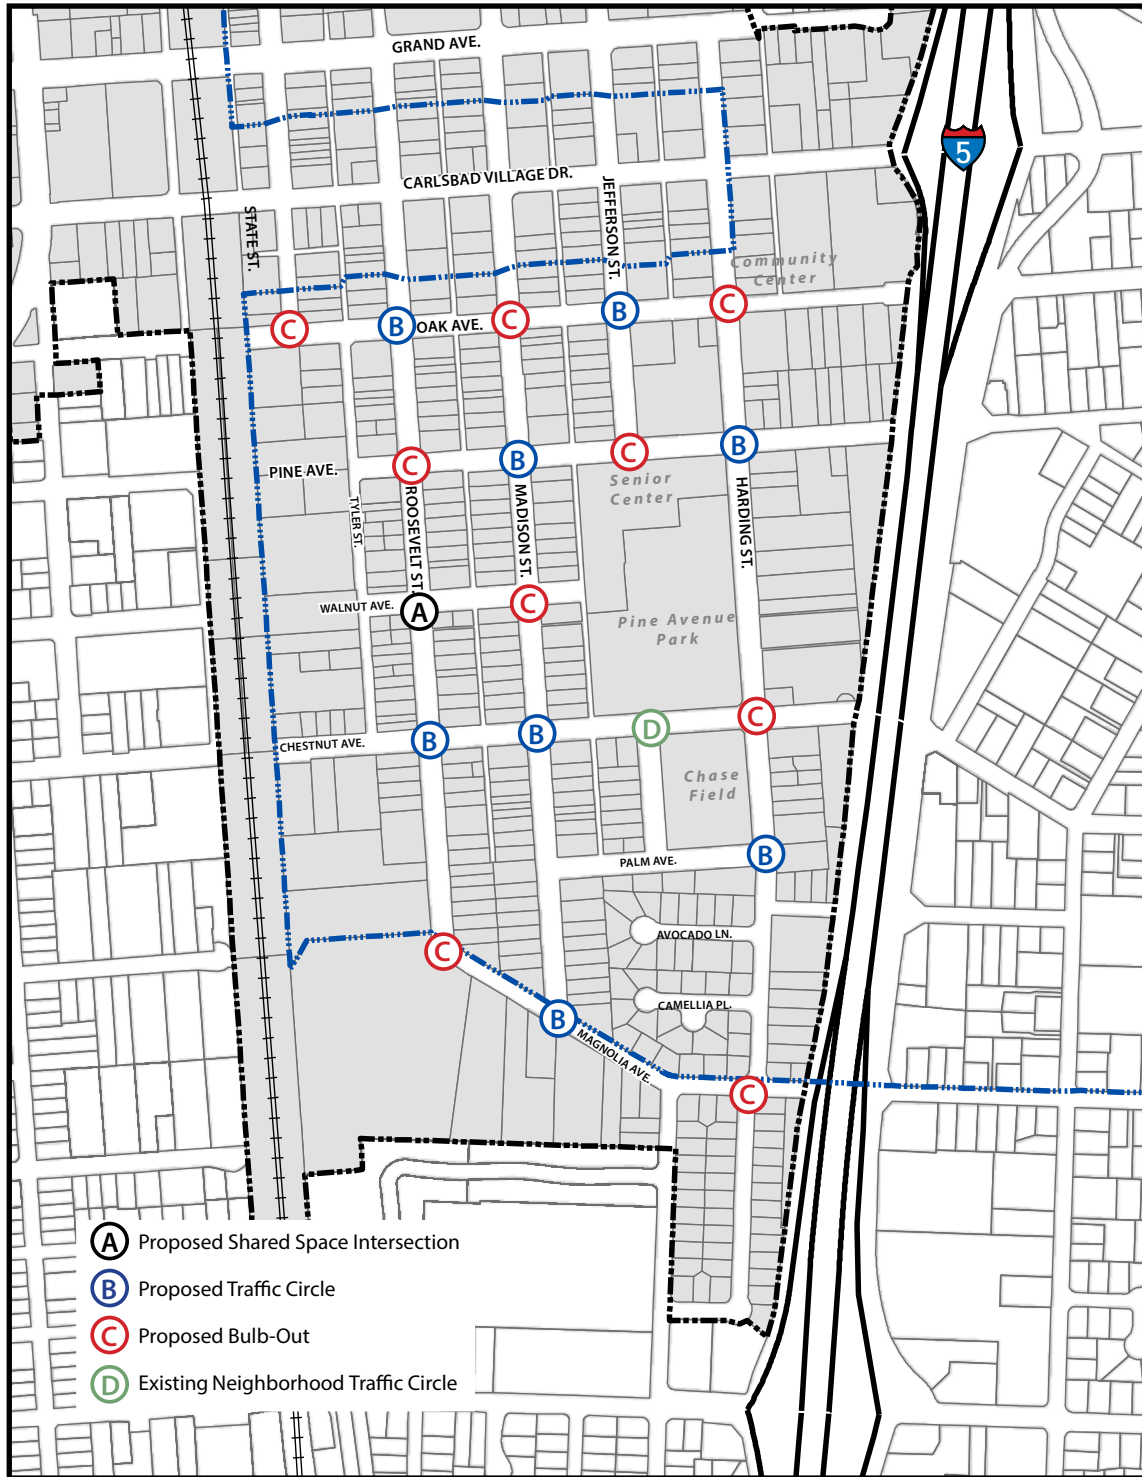 GRAND AVE.
5
CARLSBAD VILLAGE DR.
JEFFERSON ST.
STATE ST.
Community
Center
C
B
OAK AVE.
C
B
C
PINE AVE.
C
B
C
B
Senior
Center
TYLER ST.
ROOSEVELT ST.
MADISON ST.
HARDING ST.
WALNUT AVE.
A
C
Pine Avenue
Park
CHESTNUT AVE.
B
B
D
C
Chase
Field
PALM AVE.
B
AVOCADO LN.
C
CAMELLIA PL.
B
MAGNOLIA AVE.
C
A Proposed Shared Space Intersection
B Proposed Traffic Circle
C Proposed Bulb-Out
D Existing Neighborhood Traffic Circle